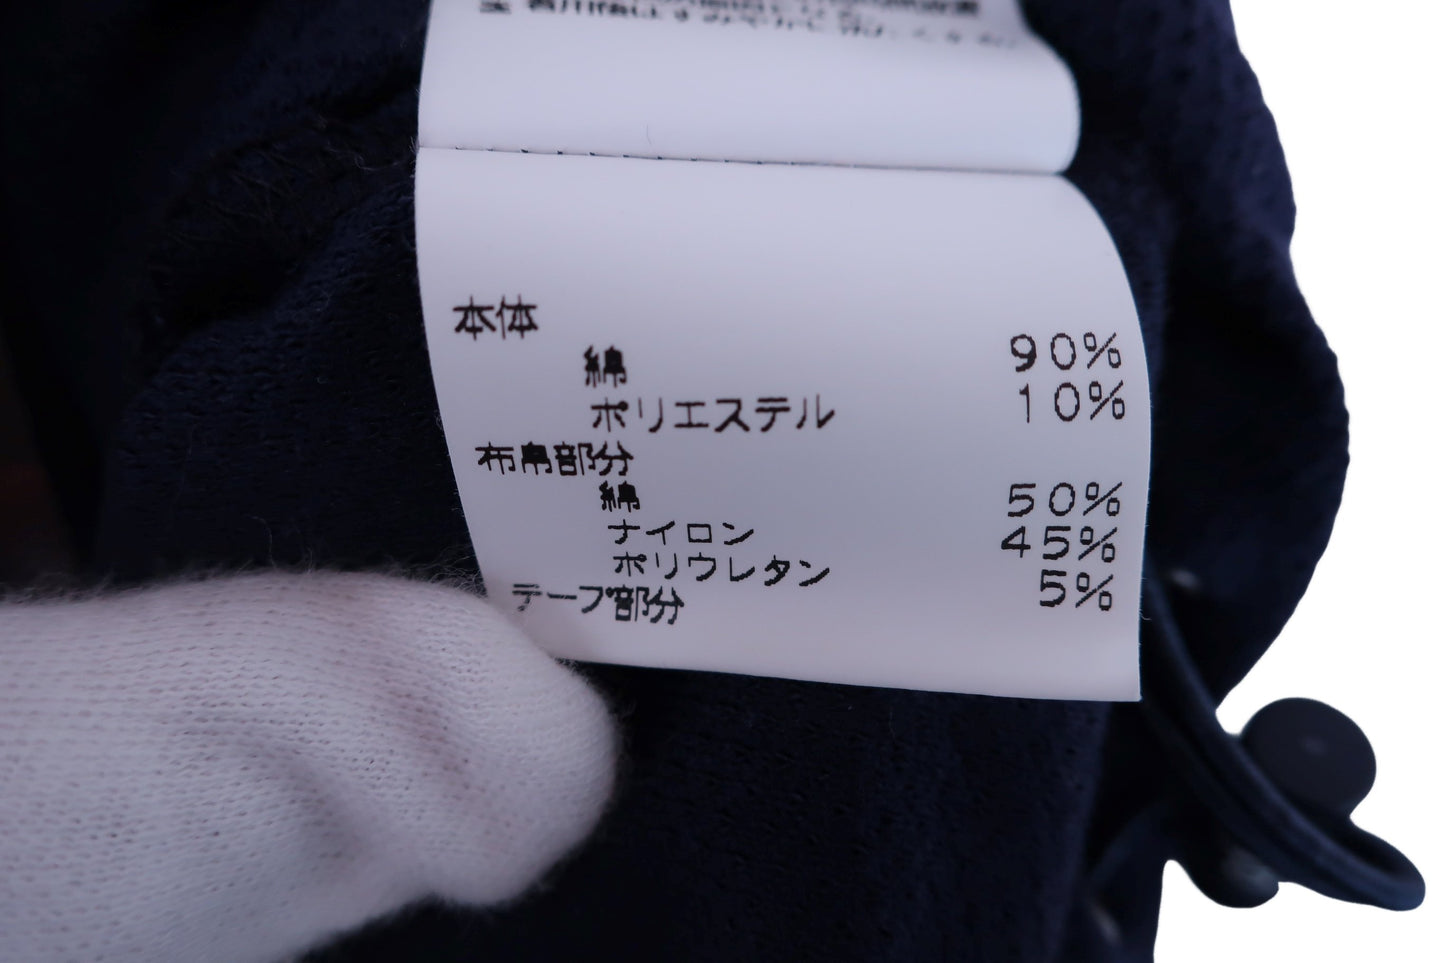 本体
綿 90%
ポリエステル 10%
布帛部分
綿 50%
ナイロン 45%
ポリウレタン 5%
テープ部分